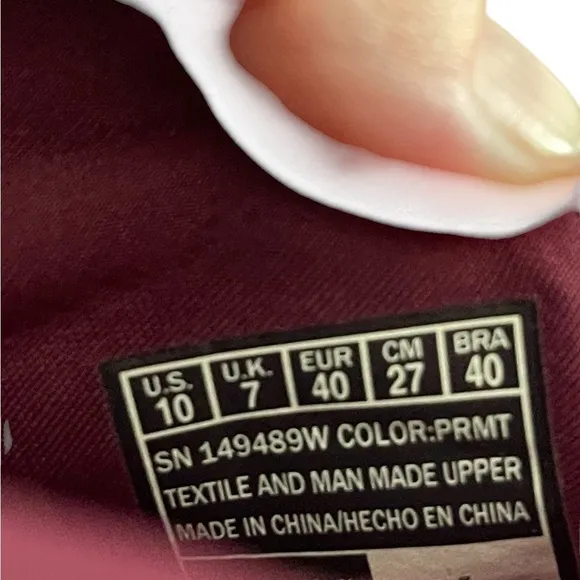 U.S. U.K. EUR CM BRA
10 7 40 27 40
SN 149489W COLOR:PRMT
TEXTILE AND MAN MADE UPPER
MADE IN CHINA/HECHO EN CHINA